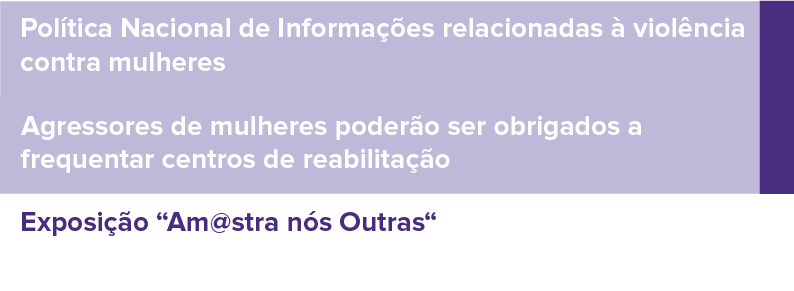 Política Nacional de Informações relacionadas à violência
contra mulheres
Agressores de mulheres poderão ser obrigados a
frequentar centros de reabilitação
Exposição “Am@stra nós Outras“